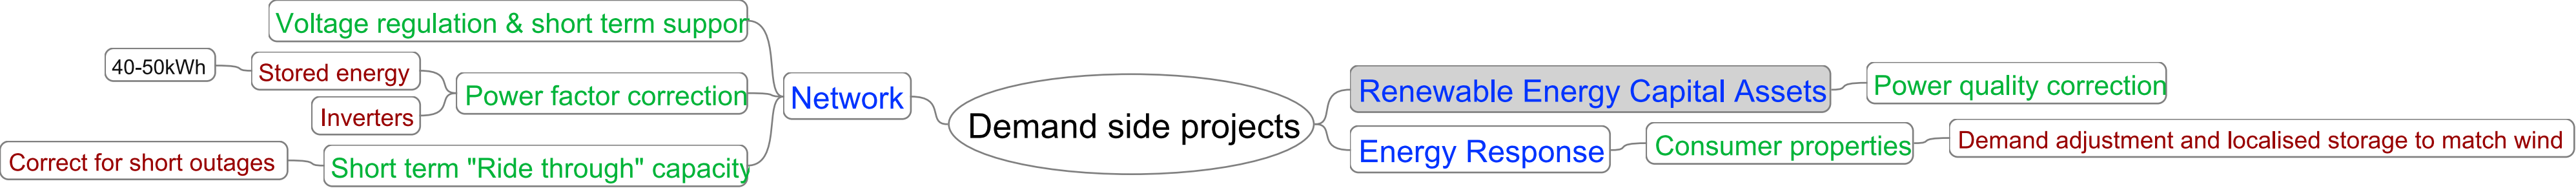 Voltage regulation & short term suppor
40-50kWh
Stored energy
Power factor correction
Inverters
Correct for short outages
Short term "Ride through" capacity
Network
Demand side projects
Renewable Energy Capital Assets
Power quality correction
Energy Response
Consumer properties
Demand adjustment and localised storage to match wind